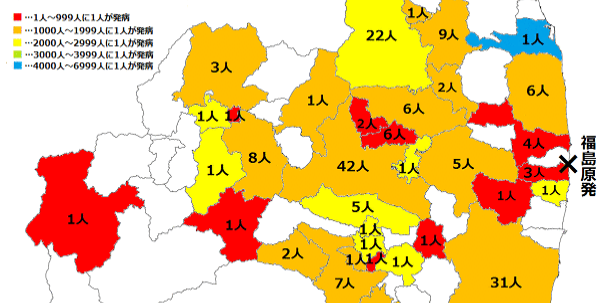 …1人～999人に1人が発病
…1000人～1999人に1人が発病
…2000人～2999人に1人が発病
…3000人～3999人に1人が発病
…4000人～6999人に1人が発病
1人
9人
22人
1人
3人
2人
6人
1人
6人
1人
1人
2人
6人
4人
8人
42人
1人
5人
3人
1人
1人
1人
5人
1人
1人
1人
1人
1人
2人
1人
1人
1人
7人
31人
福島原発